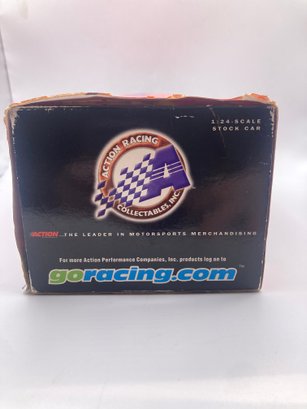 1:24-SCALE
STOCK CAR
ACTION RACING
COLLECTABLES, INC.
ACTION...THE LEADER IN MOTORSPORTS MERCHANDISING
For more Action Performance Companies, Inc. products log on to
goracing.com™